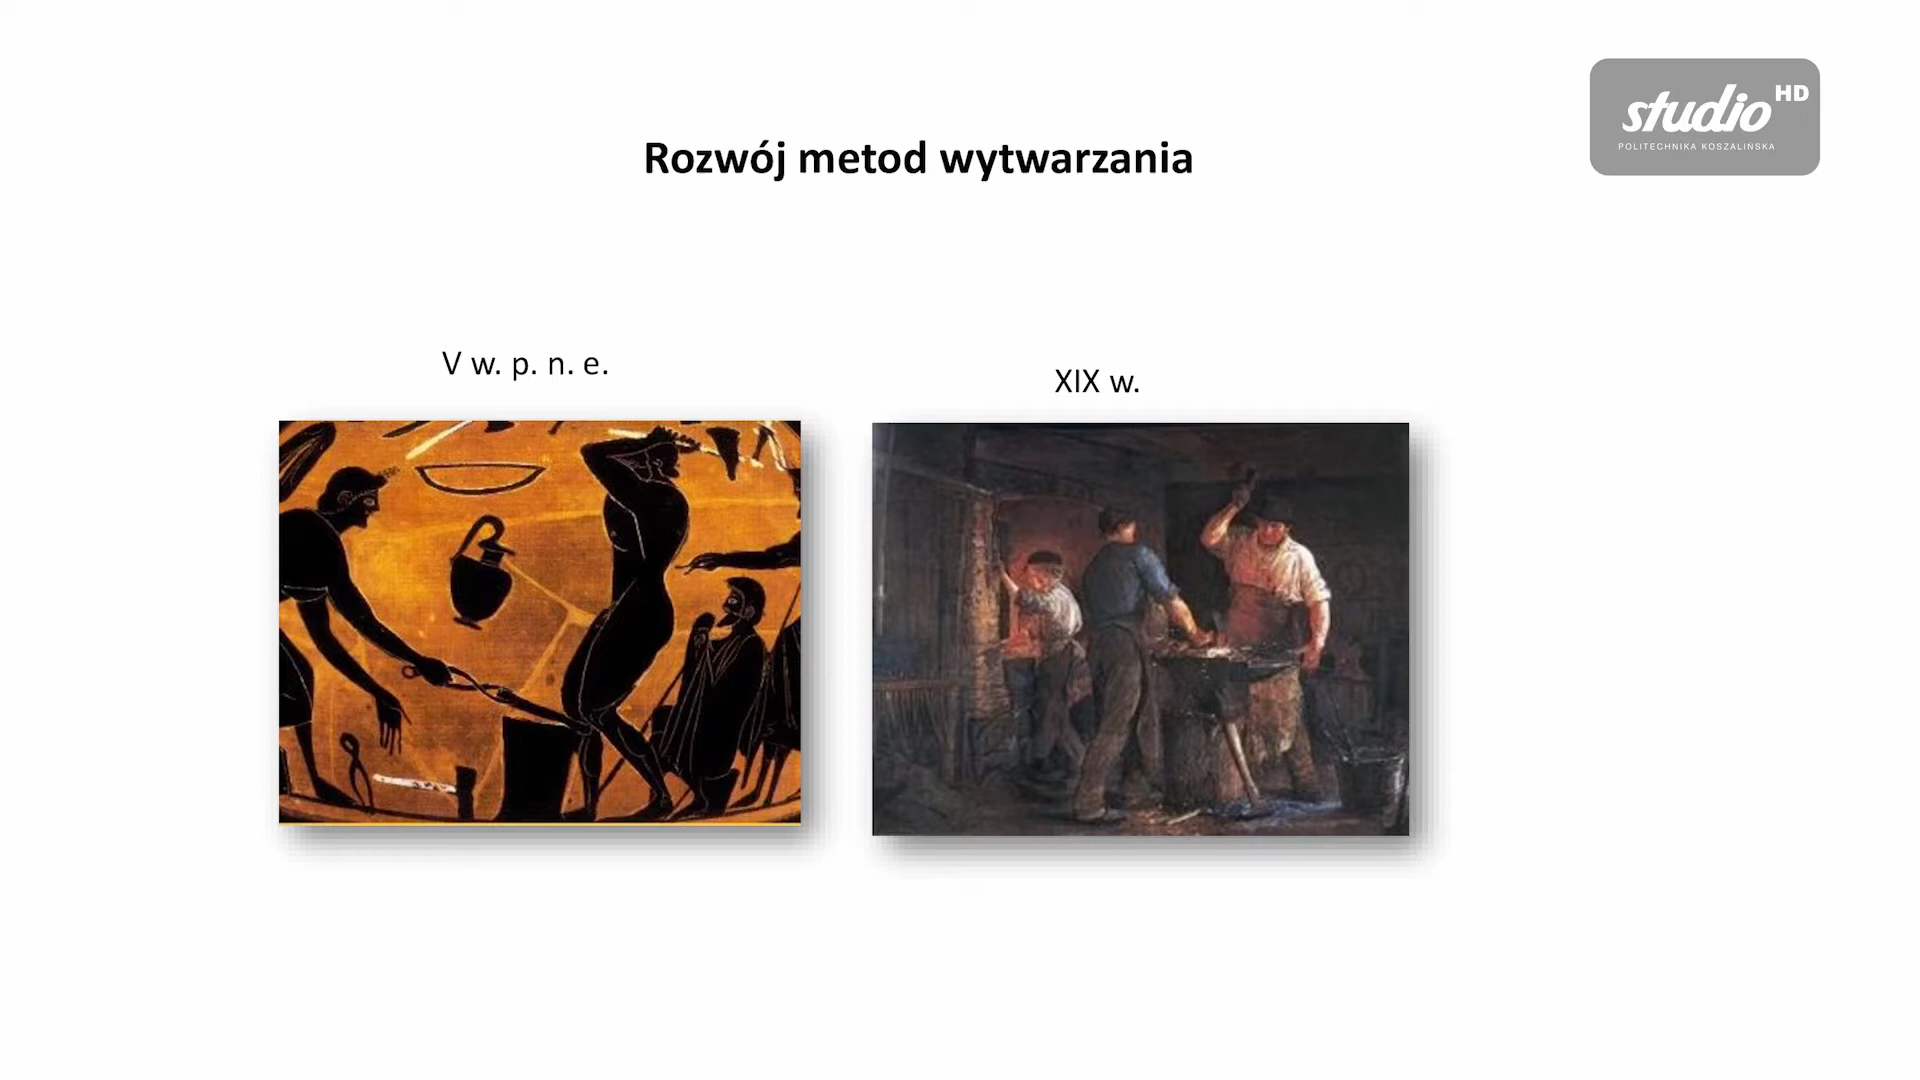 studio HD
POLITECHNIKA KOSZALIŃSKA
Rozwój metod wytwarzania
V w. p. n. e.
XIX w.